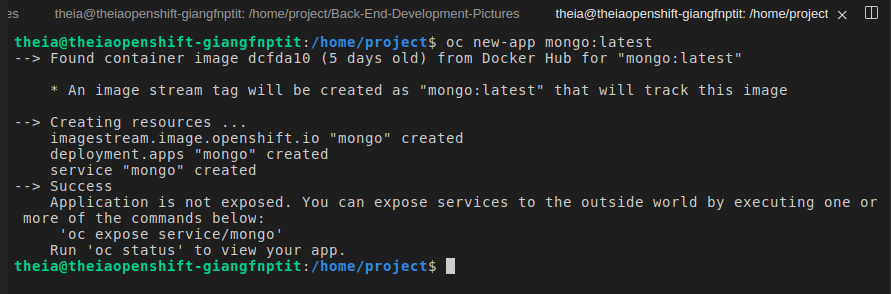 es theia@theiaopenshift-giangfnptit: /home/project/Back-End-Development-Pictures theia@theiaopenshift-giangfnptit: /home/project
theia@theiaopenshift-giangfnptit:/home/project$ oc new-app mongo:latest
--> Found container image dcfda10 (5 days old) from Docker Hub for "mongo:latest"
* An image stream tag will be created as "mongo:latest" that will track this image
--> Creating resources ...
imagestream.image.openshift.io "mongo" created
deployment.apps "mongo" created
service "mongo" created
--> Success
Application is not exposed. You can expose services to the outside world by executing one or
more of the commands below:
'oc expose service/mongo'
Run 'oc status' to view your app.
theia@theiaopenshift-giangfnptit:/home/project$